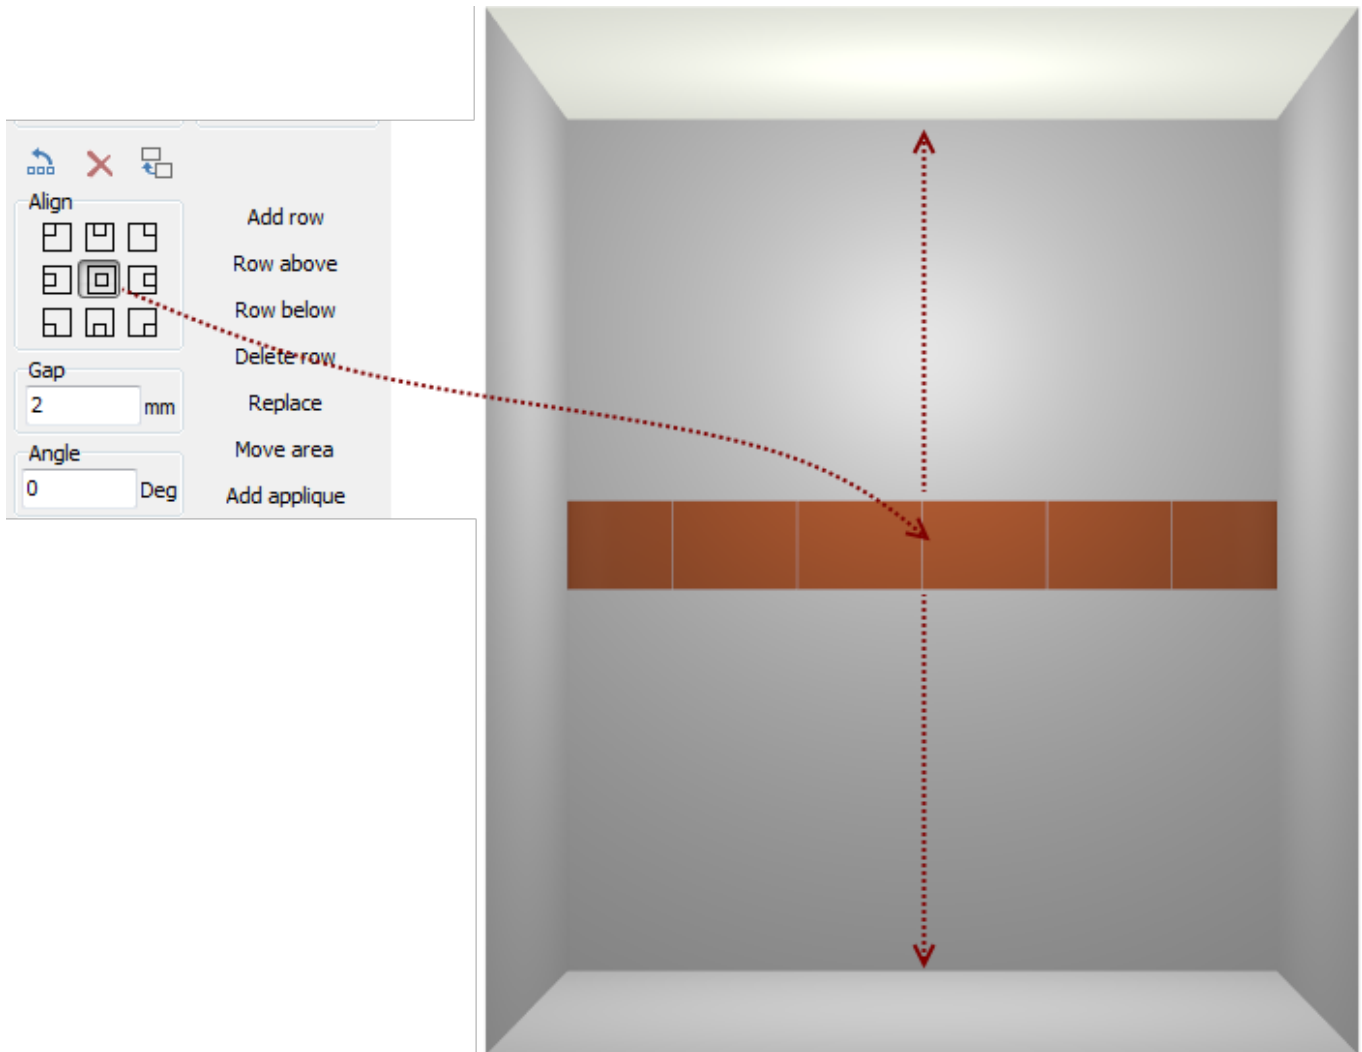 Align
Add row
Row above
Row below
Delete row
Gap
2 mm
Replace
Move area
Angle
0 Deg
Add applique